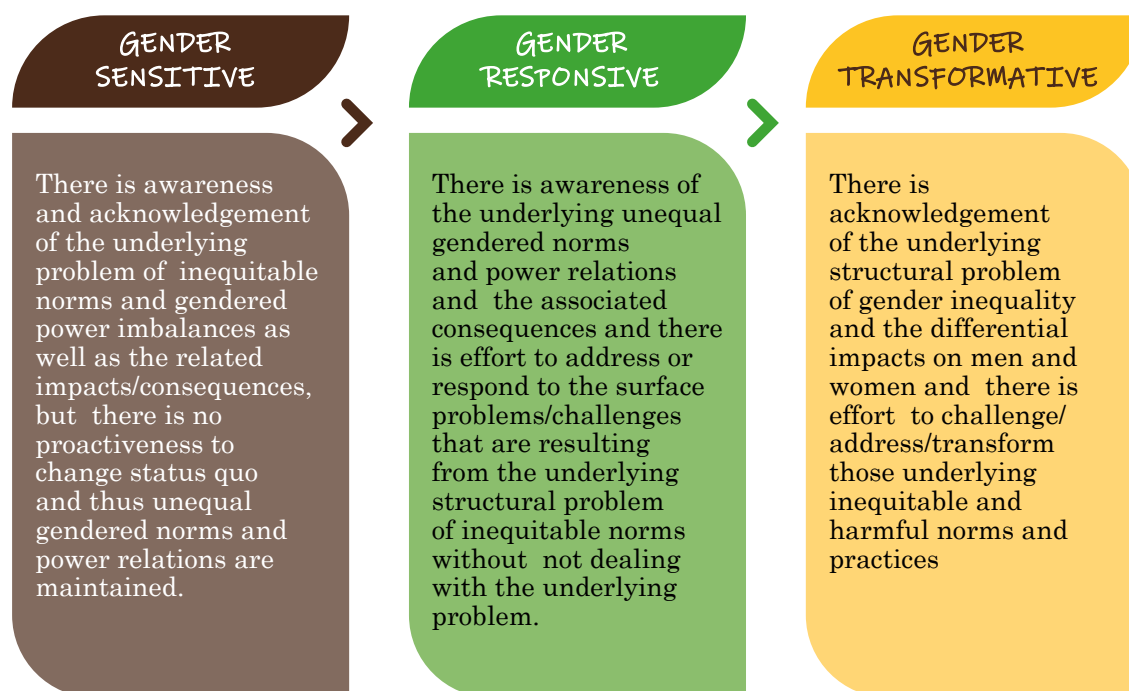 GENDER
SENSITIVE
There is awareness
and acknowledgement
of the underlying
problem of  inequitable
norms and gendered
power imbalances as
well as the related
impacts/consequences,
but  there is no
proactiveness to
change status quo
and thus unequal
gendered norms and
power relations are
maintained.
GENDER
RESPONSIVE
There is awareness of
the underlying unequal
gendered norms
and power relations
and  the associated
consequences and there
is effort to address or
respond to the surface
problems/challenges
that are resulting
from the underlying
structural problem
of inequitable norms
without  not dealing
with the underlying
problem.
GENDER
TRANSFORMATIVE
There is
acknowledgement
of the underlying
structural problem
of gender inequality
and the differential
impacts on men and
women and  there is
effort  to challenge/
address/transform
those underlying
inequitable and
harmful norms and
practices